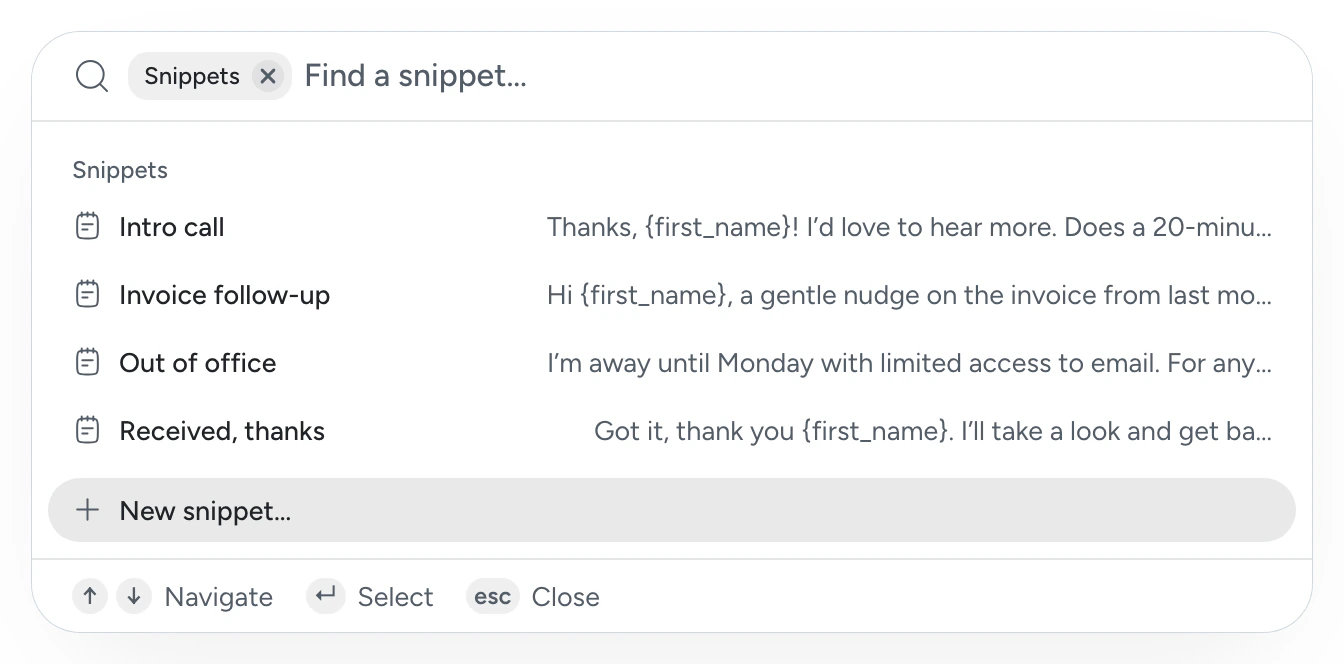 Snippets Find a snippet...
Snippets
Intro call Thanks, {first_name}! I’d love to hear more. Does a 20-minu...
Invoice follow-up Hi {first_name}, a gentle nudge on the invoice from last mo...
Out of office I’m away until Monday with limited access to email. For any...
Received, thanks Got it, thank you {first_name}. I’ll take a look and get ba...
New snippet...
Navigate Select esc Close